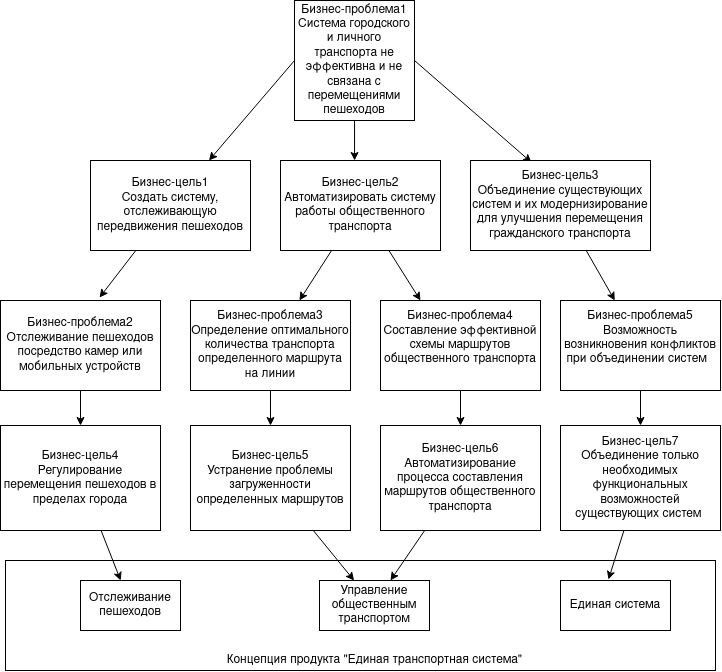 Бизнес-проблема1
Система городского
и личного
транспорта не
эффективна и не
связана с
перемещениями
пешеходов
Бизнес-цель1
Создать систему,
отслеживающую
передвижения пешеходов
Бизнес-цель2
Автоматизировать систему
работы общественного
транспорта
Бизнес-цель3
Объединение существующих
систем и их модернизирование
для улучшения перемещения
гражданского транспорта
Бизнес-проблема2
Отслеживание пешеходов
посредство камер или
мобильных устройств
Бизнес-проблема3
Определение оптимального
количества транспорта
определенного маршрута
на линии
Бизнес-проблема4
Составление эффективной
схемы маршрутов
общественного транспорта
Бизнес-проблема5
Возможность
возникновения конфликтов
при объединении систем
Бизнес-цель4
Регулирование
перемещения пешеходов в
пределах города
Бизнес-цель5
Устранение проблемы
загруженности
определенных маршрутов
Бизнес-цель6
Автоматизирование
процесса составления
маршрутов общественного
транспорта
Бизнес-цель7
Объединение только
необходимых
функциональных
возможностей
существующих систем
Отслеживание
пешеходов
Управление
общественным
транспортом
Единая система
Концепция продукта "Единая транспортная система"